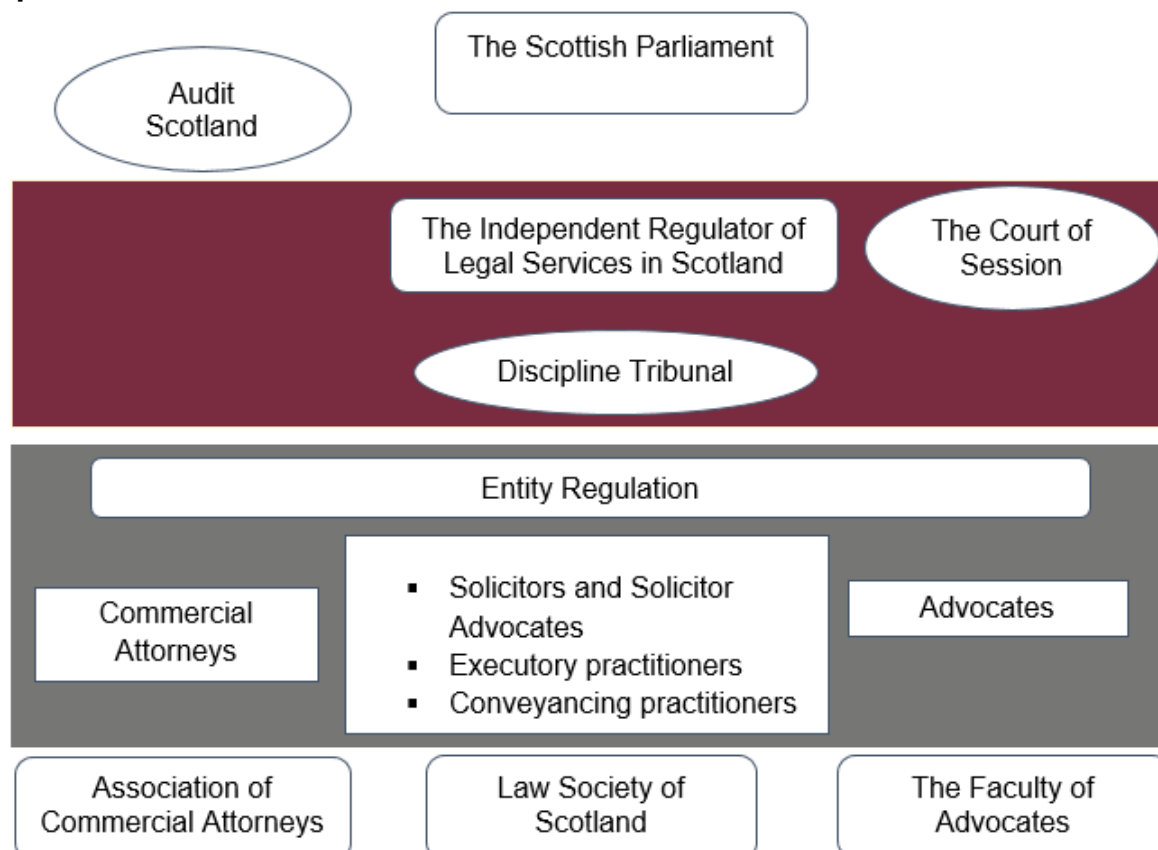 The Scottish Parliament
Audit
Scotland
The Independent Regulator of
Legal Services in Scotland
The Court of
Session
Discipline Tribunal
Entity Regulation
Commercial
Attorneys
▪ Solicitors and Solicitor
Advocates
▪ Executory practitioners
▪ Conveyancing practitioners
Advocates
Association of
Commercial Attorneys
Law Society of
Scotland
The Faculty of
Advocates